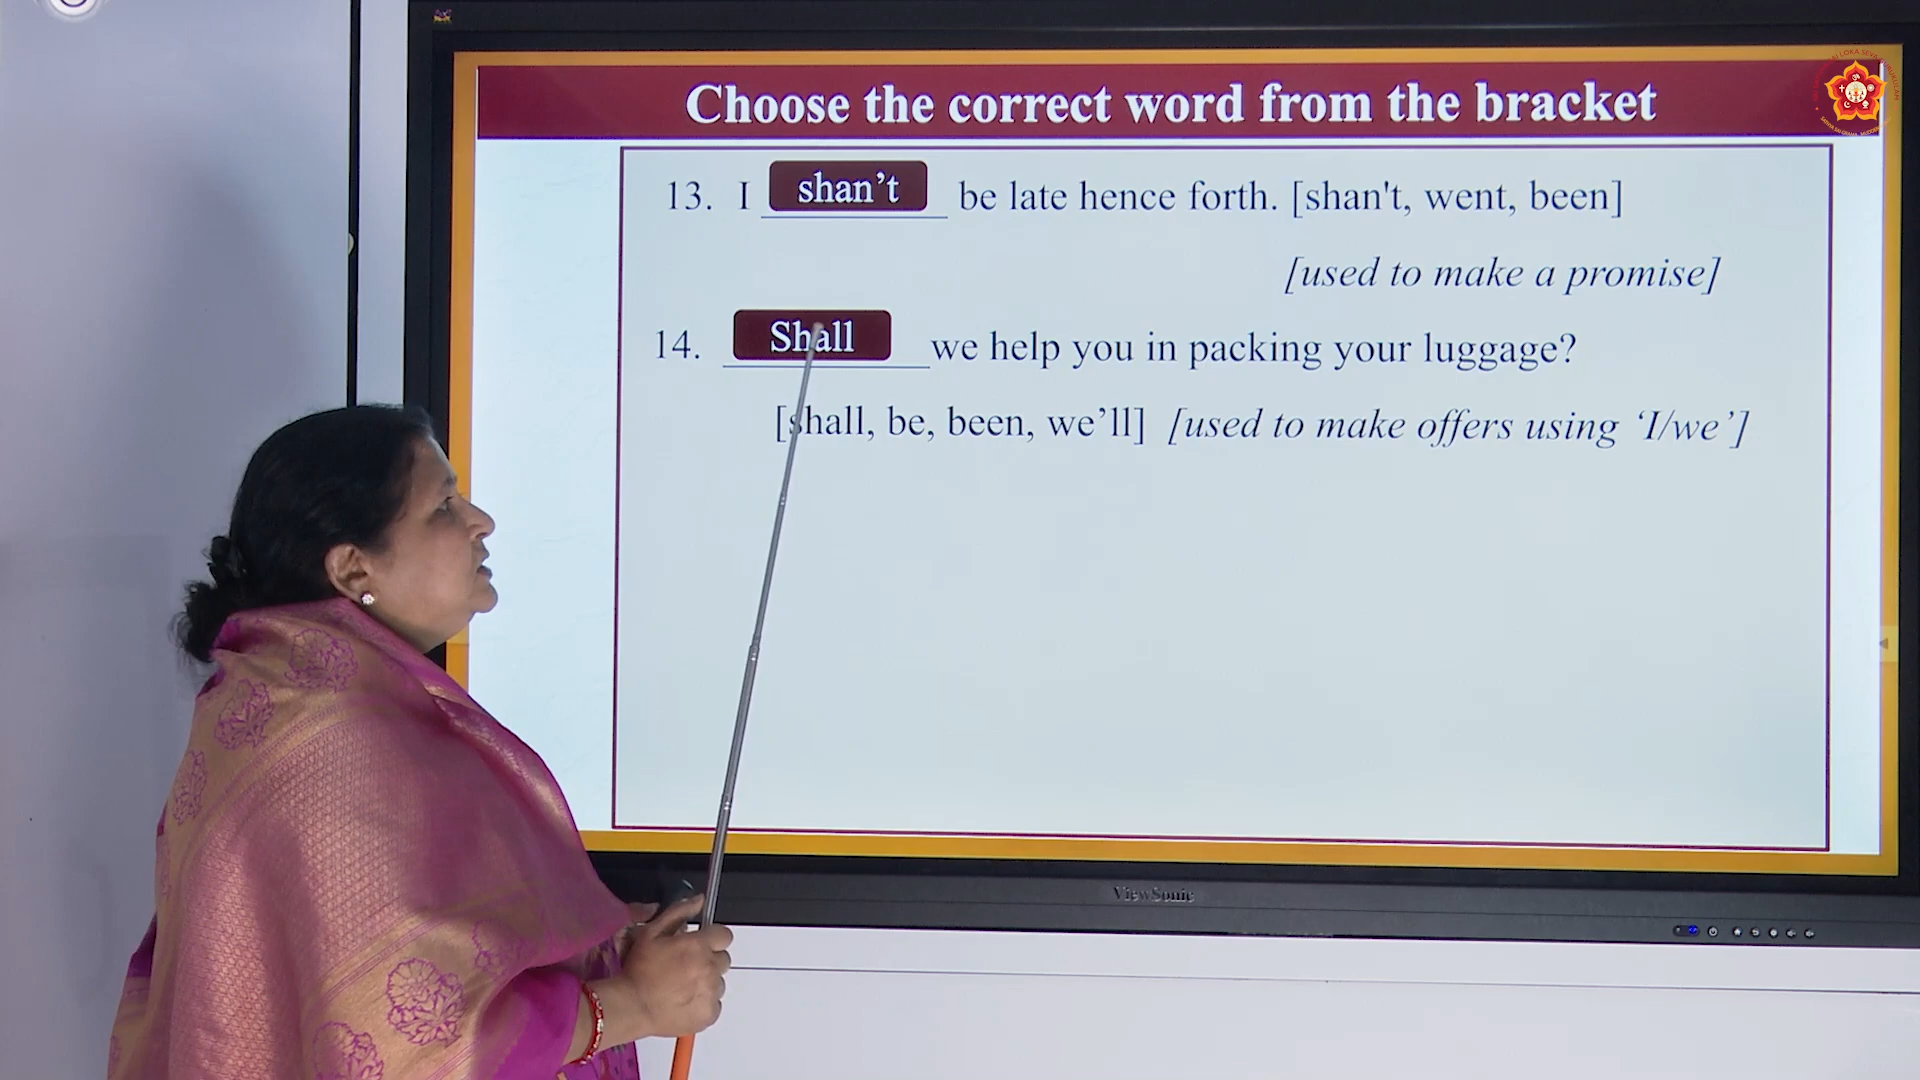 Choose the correct word from the bracket
13. I shan’t be late hence forth. [shan't, went, been]
[used to make a promise]
14. Shall we help you in packing your luggage?
[shall, be, been, we’ll] [used to make offers using ‘I/we’]
ViewSonic